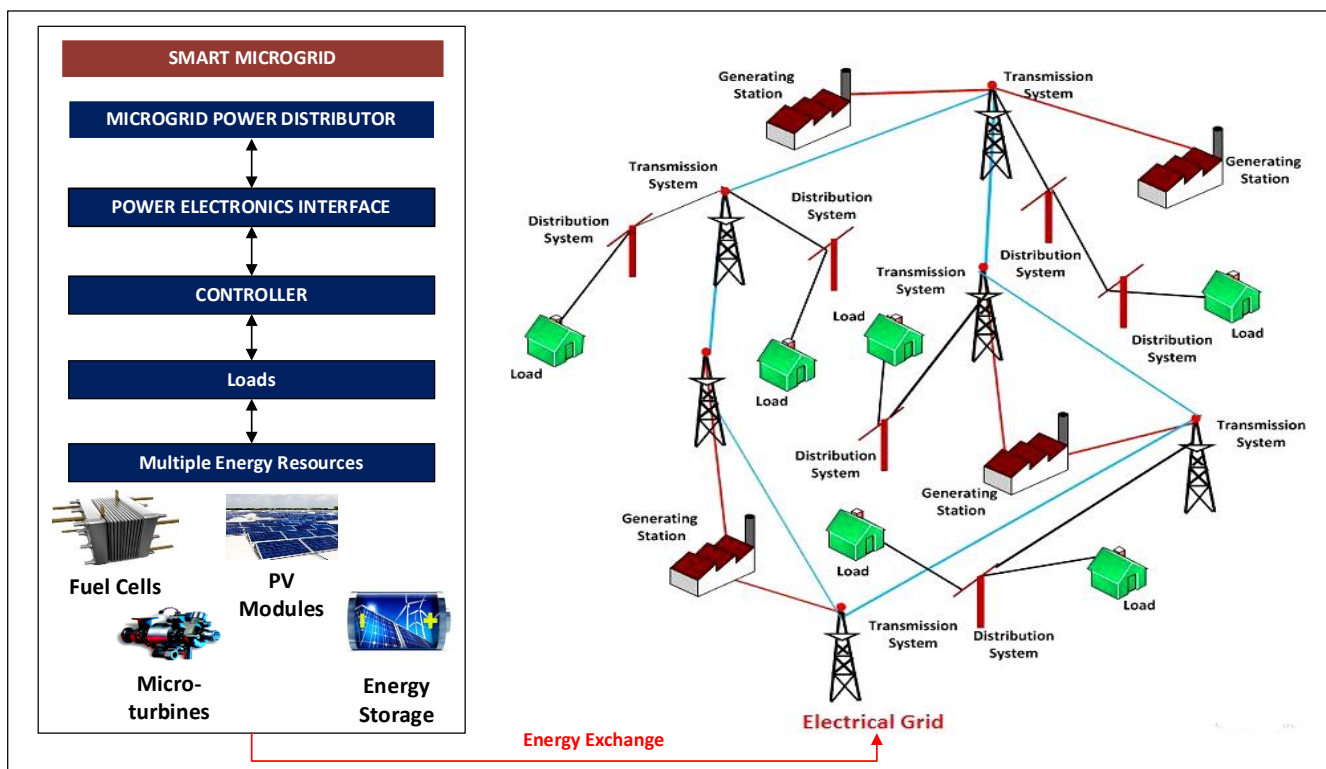 SMART MICROGRID
MICROGRID POWER DISTRIBUTOR
POWER ELECTRONICS INTERFACE
CONTROLLER
Loads
Multiple Energy Resources
Fuel Cells
PV
Modules
Micro-
turbines
Energy
Storage
Generating
Station
Transmission
System
Generating
Station
Transmission
System
Distribution
System
Distribution
System
Distribution
System
Transmission
System
Load
Load
Load
Load
Distribution
System
Distribution
System
Transmission
System
Generating
Station
Generating
Station
Load
Load
Transmission
System
Distribution
System
Electrical Grid
Energy Exchange